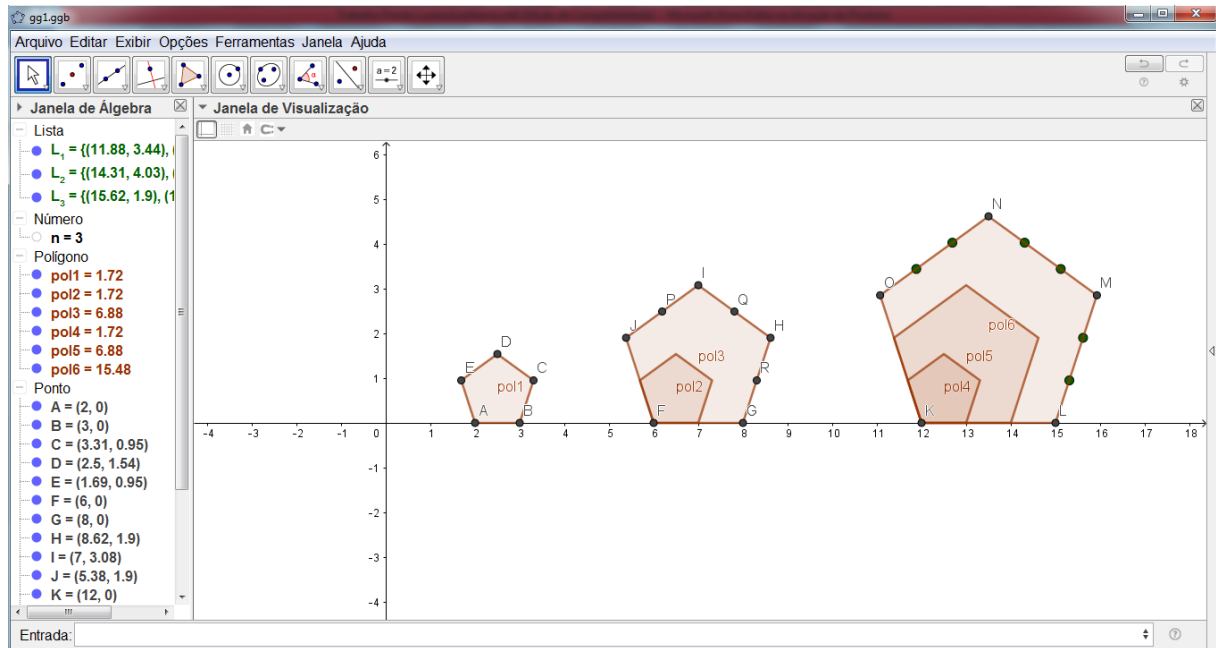 gg1.ggb
Arquivo Editar Exibir Opções Ferramentas Janela Ajuda
α
a=2
Janela de Álgebra
Janela de Visualização
Lista
L1 = {(11.88, 3.44), (
L2 = {(14.31, 4.03), (
L3 = {(15.62, 1.9), (1
Número
n = 3
Polígono
pol1 = 1.72
pol2 = 1.72
pol3 = 6.88
pol4 = 1.72
pol5 = 6.88
pol6 = 15.48
Ponto
A = (2, 0)
B = (3, 0)
C = (3.31, 0.95)
D = (2.5, 1.54)
E = (1.69, 0.95)
F = (6, 0)
G = (8, 0)
H = (8.62, 1.9)
I = (7, 3.08)
J = (5.38, 1.9)
K = (12, 0)
6
5
4
3
2
1
-1
-2
-3
-4
-4 -3 -2 -1 0 1 2 3 4 5 6 7 8 9 10 11 12 13 14 15 16 17 18
D
E C
pol1
A B
I
P Q
J H
pol3
R
pol2
F G
N
O M
pol6
pol5
pol4
K L
Entrada: